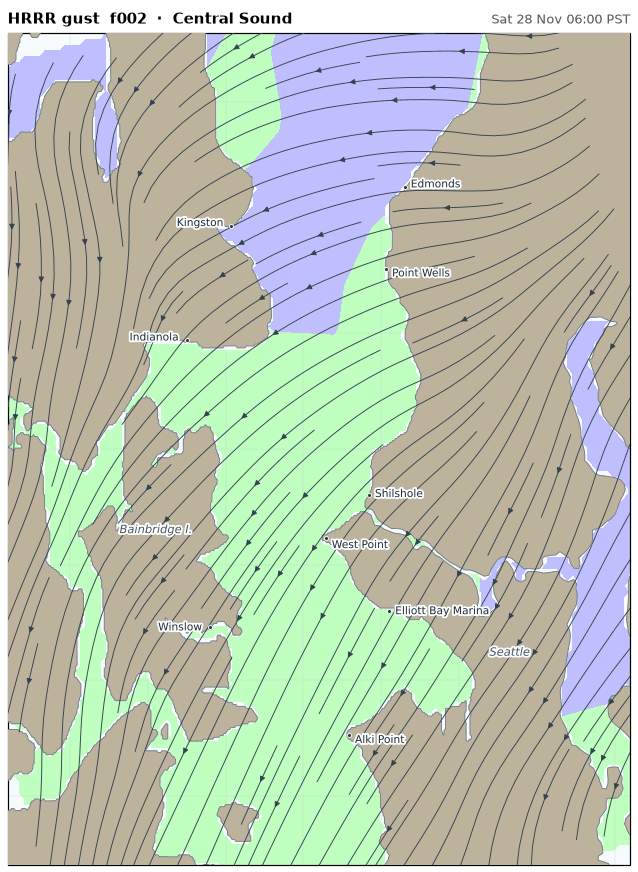 HRRR gust f002 · Central Sound
Sat 28 Nov 06:00 PST
Edmonds
Kingston
Point Wells
Indianola
Shilshole
Bainbridge I.
West Point
Elliott Bay Marina
Winslow
Seattle
Alki Point